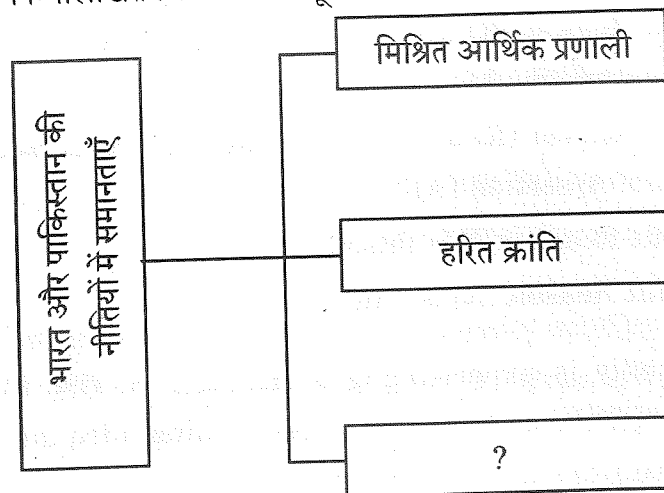 भारत और पाकिस्तान की
नीतियों में समानताएँ
मिश्रित आर्थिक प्रणाली
हरित क्रांति
?